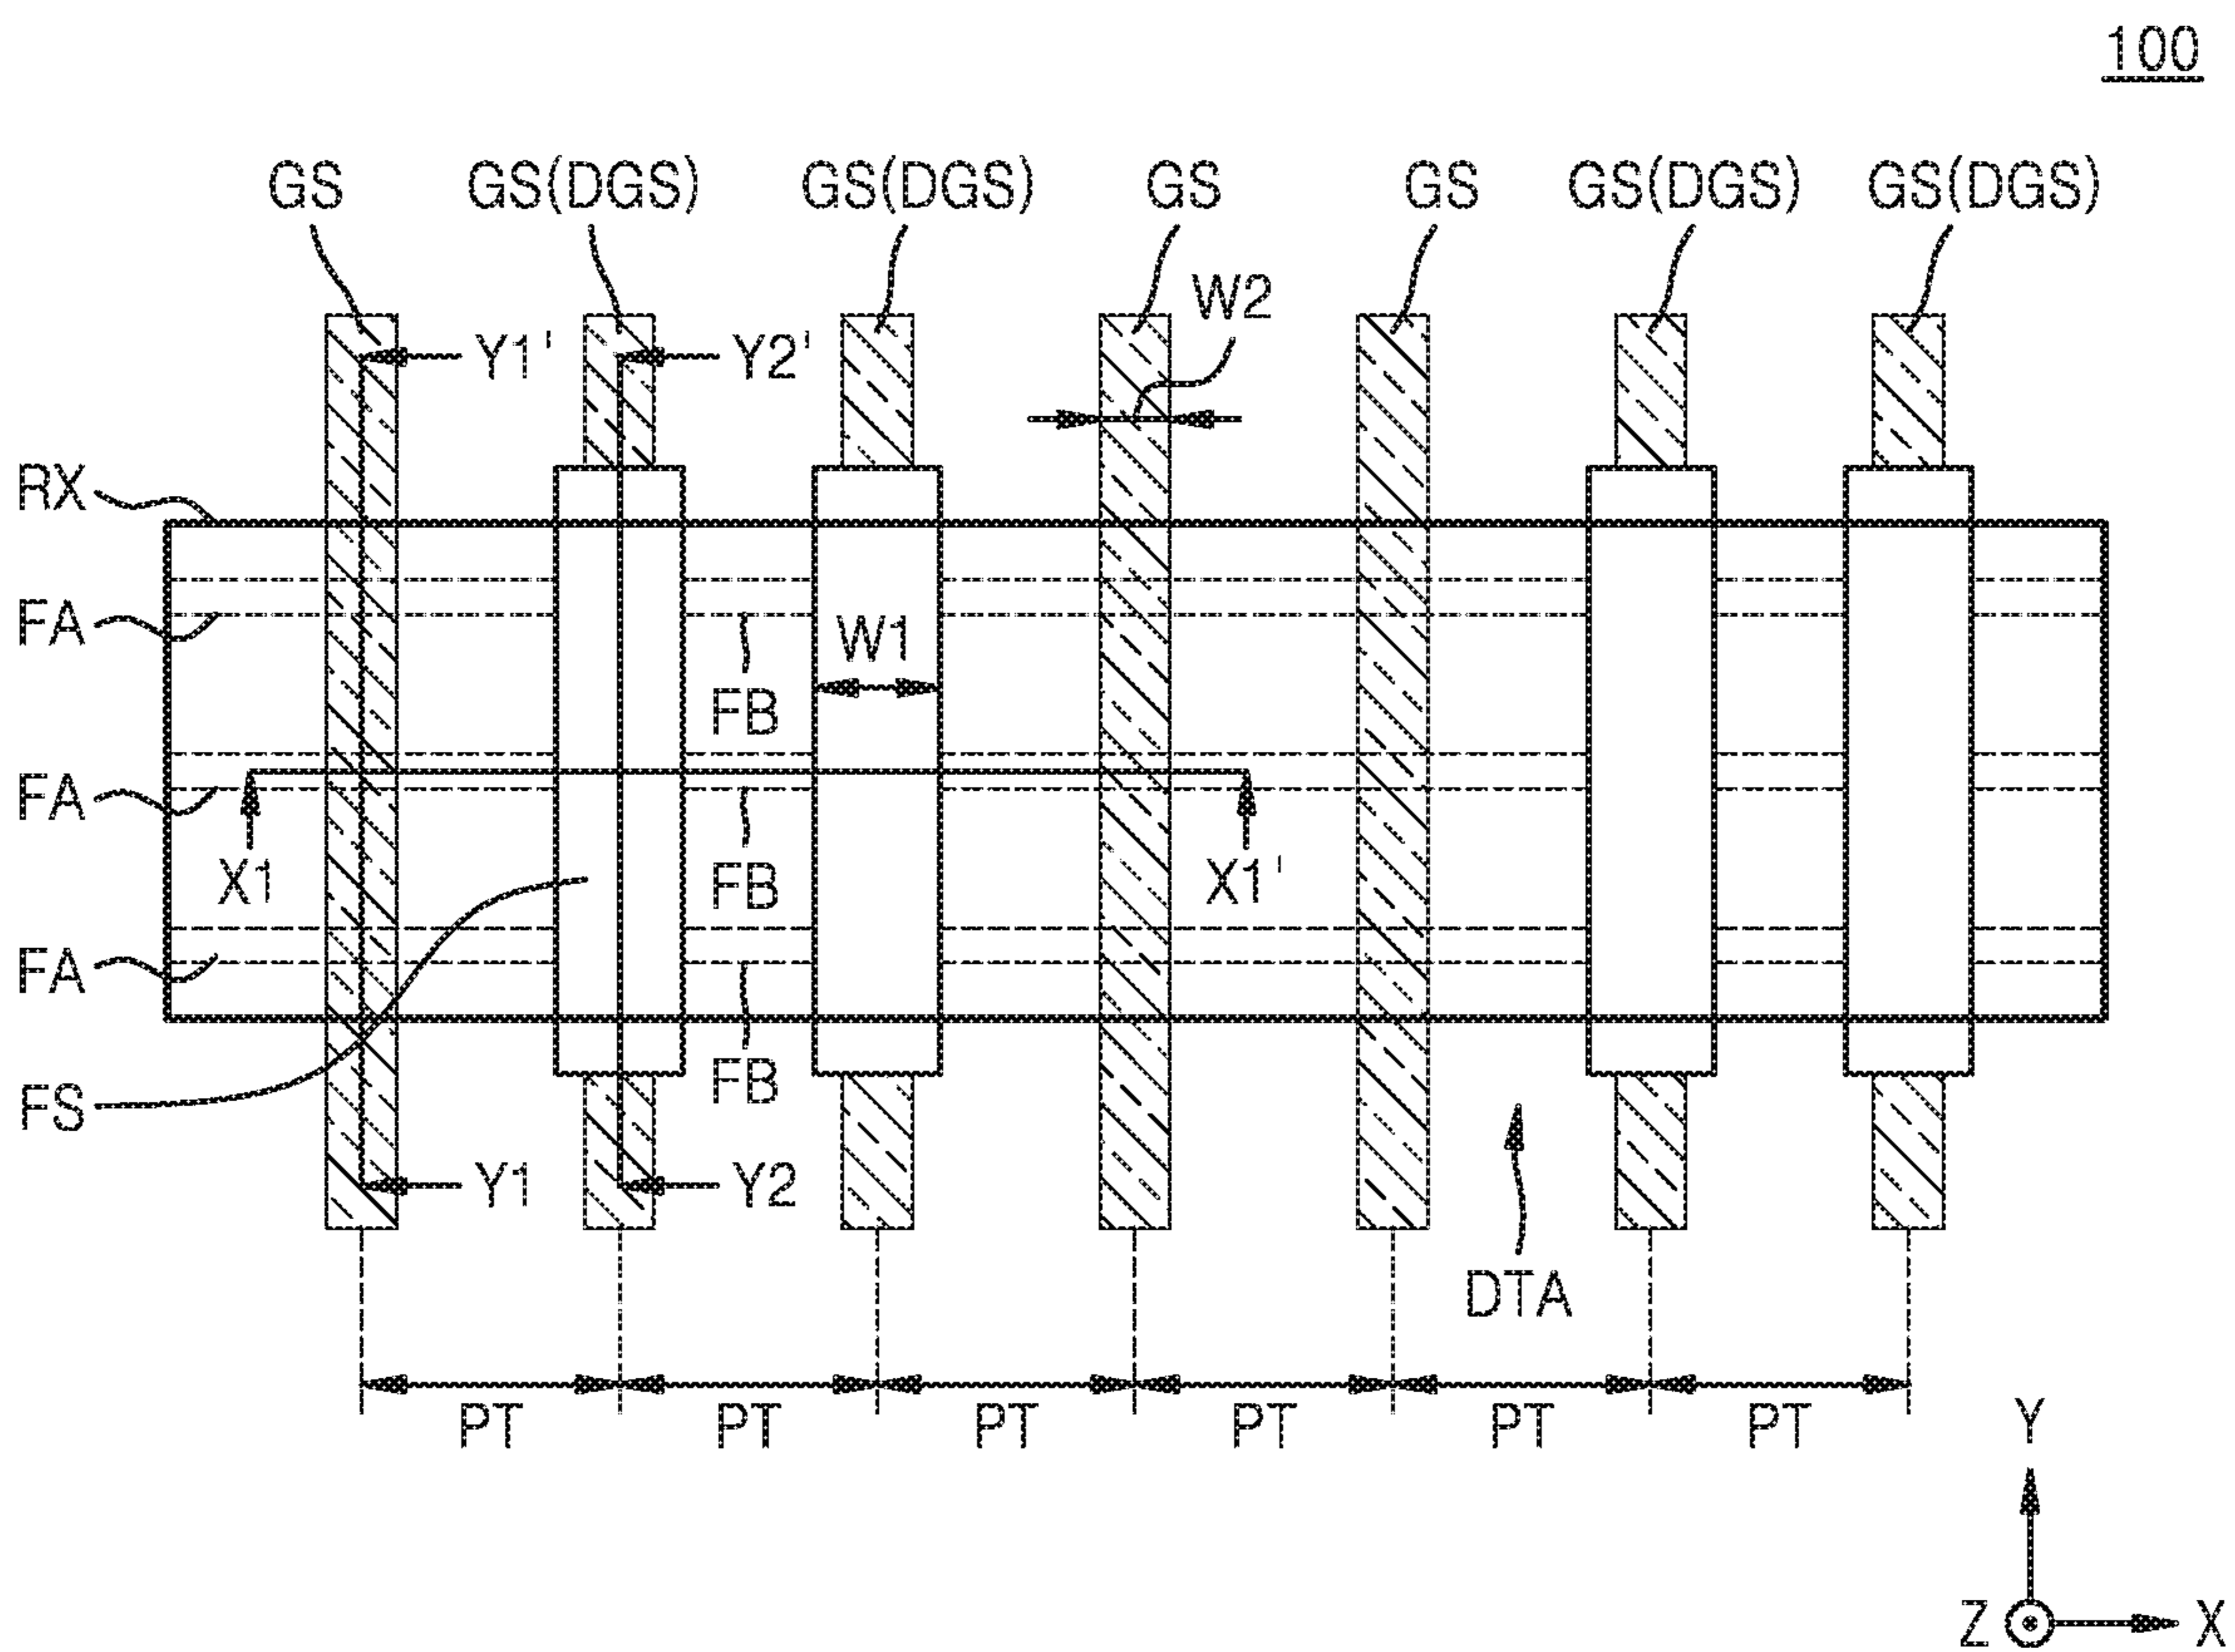 100
GS GS(DGS) GS(DGS) GS GS GS(DGS) GS(DGS)
W2
Y1' Y2'
RX
FA W1
FB
FA
X1 FB X1'
FA
FS FB
Y1 Y2
DTA
PT PT PT PT PT PT
Y
Z X